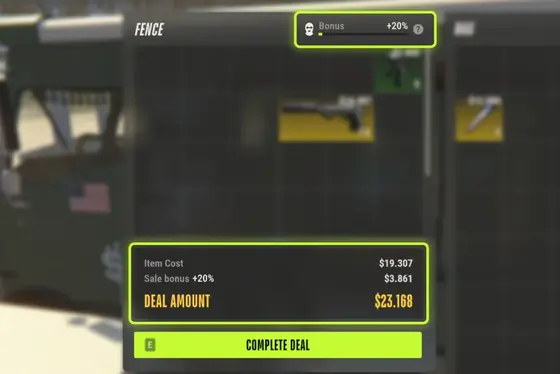 FENCE
Bonus +20% ?
Item Cost $19.307
Sale bonus +20% $3.861
DEAL AMOUNT $23.168
E COMPLETE DEAL